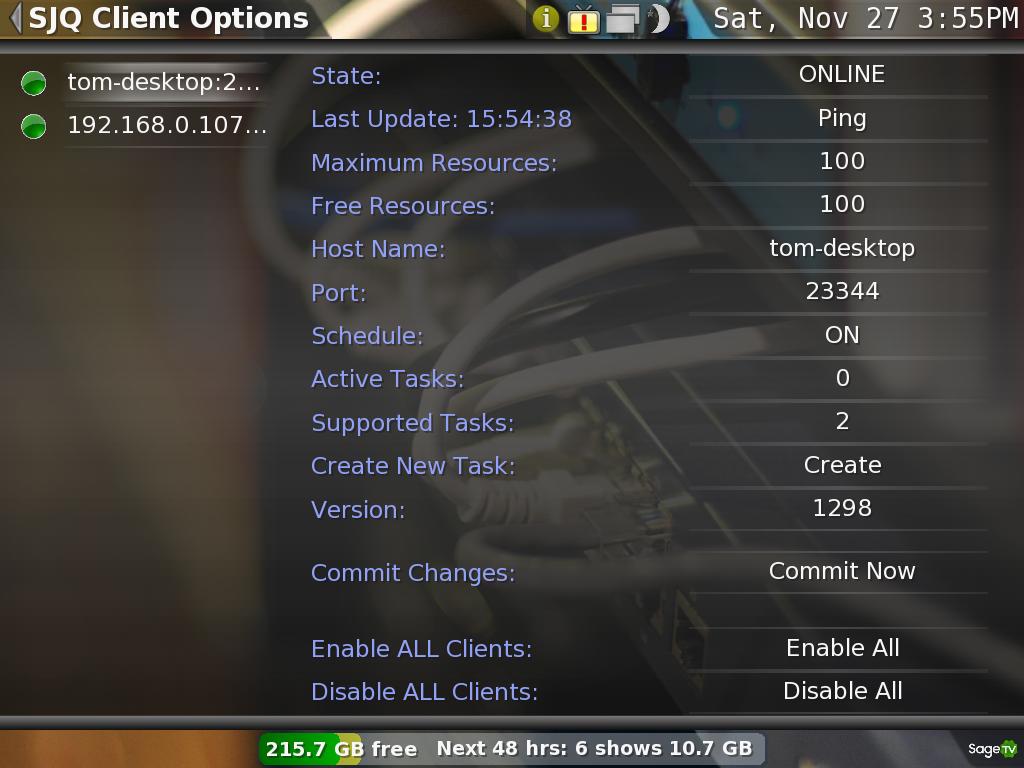 SJQ Client Options
Sat, Nov 27 3:55PM
tom-desktop:2...
192.168.0.107...
State: ONLINE
Last Update: 15:54:38 Ping
Maximum Resources: 100
Free Resources: 100
Host Name: tom-desktop
Port: 23344
Schedule: ON
Active Tasks: 0
Supported Tasks: 2
Create New Task: Create
Version: 1298
Commit Changes: Commit Now
Enable ALL Clients: Enable All
Disable ALL Clients: Disable All
215.7 GB free Next 48 hrs: 6 shows 10.7 GB
SageTV